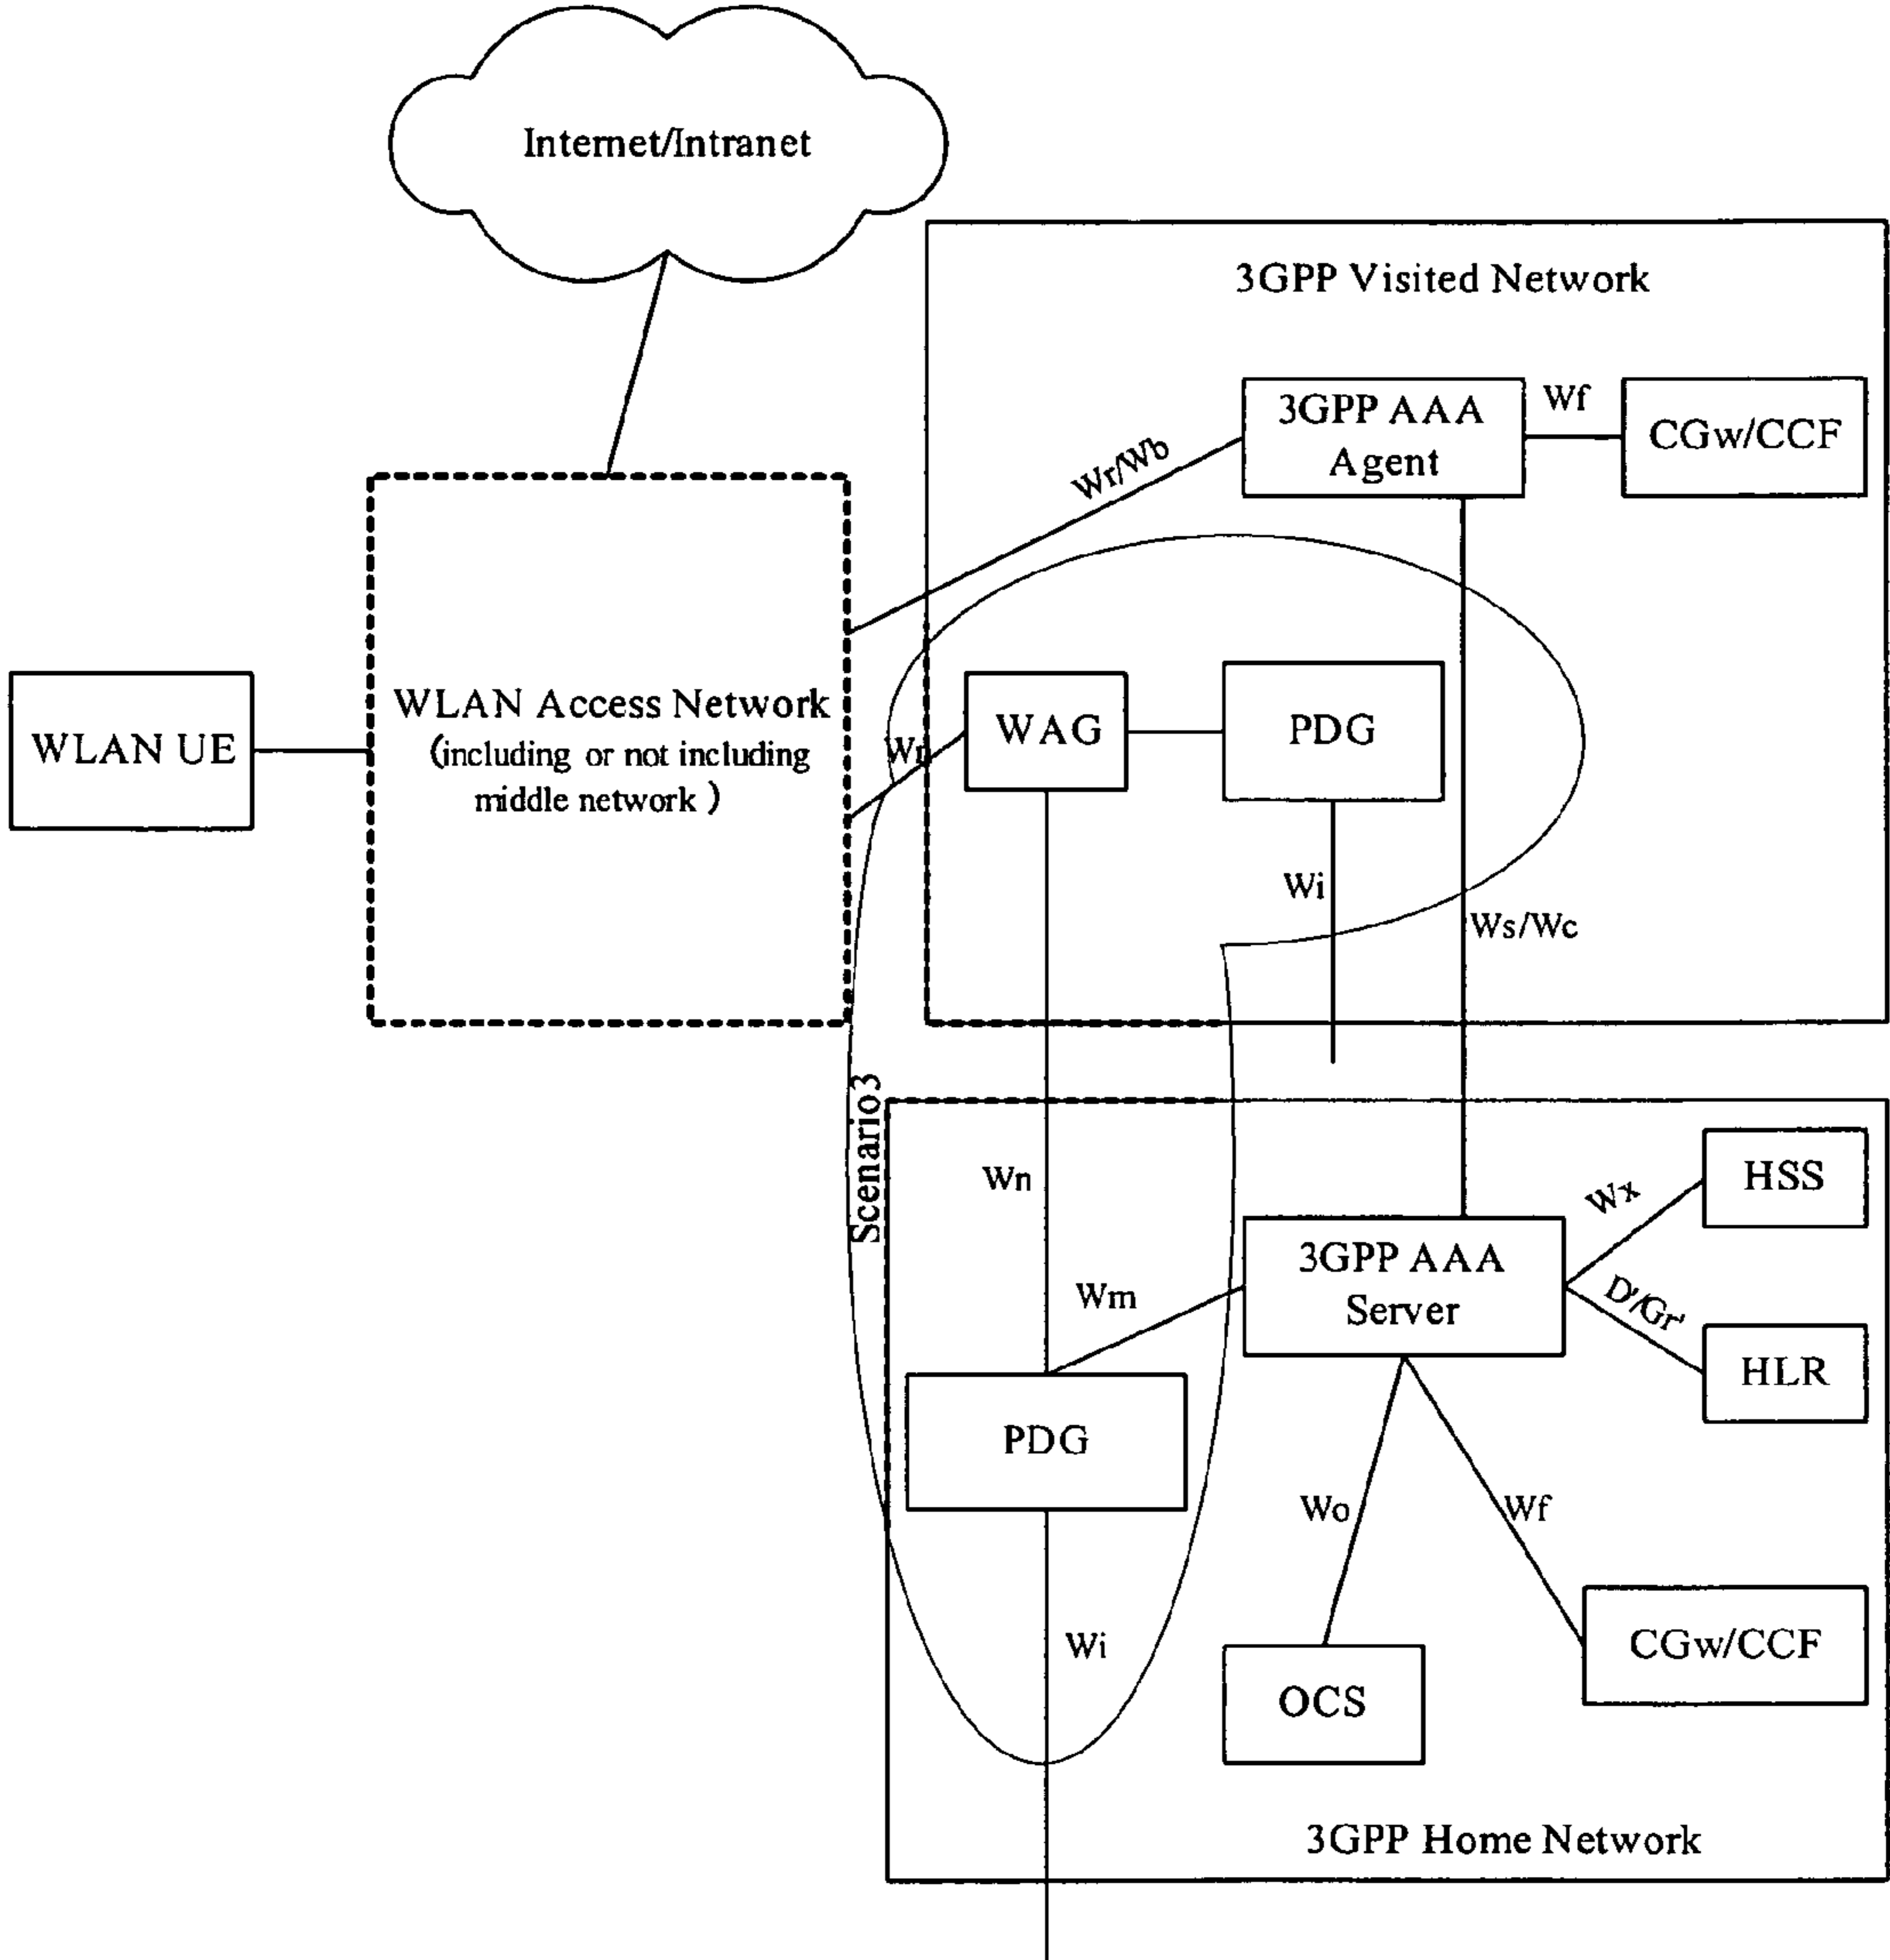 Internet/Intranet
3GPP Visited Network
3GPP AAA
Agent
Wf
CGw/CCF
Wr/Wb
WLAN UE
WLAN Access Network
(including or not including
middle network )
WAG
PDG
Wi
Ws/Wc
Scenario3
Wn
HSS
Wx
3GPP AAA
Server
D'/Gr'
HLR
Wm
PDG
Wo
Wf
Wi
OCS
CGw/CCF
3GPP Home Network